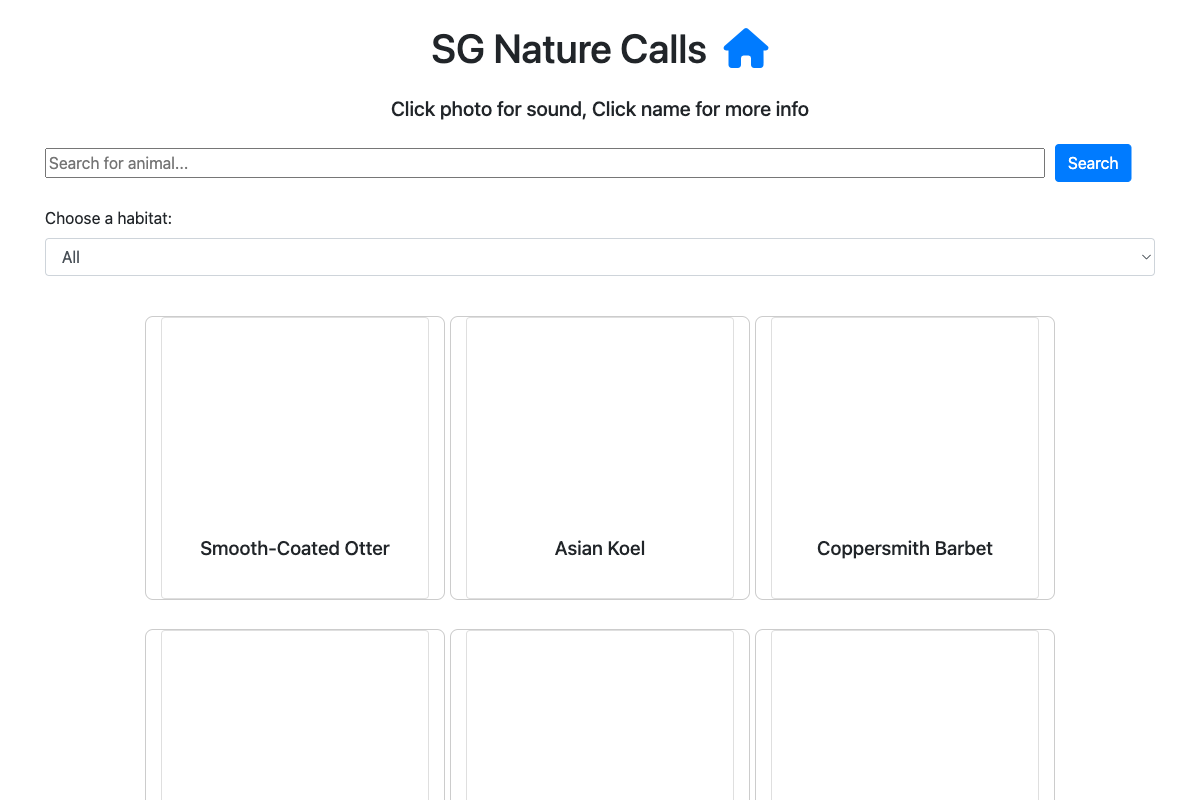 SG Nature Calls
Click photo for sound, Click name for more info
Search for animal...
Search
Choose a habitat:
All
Smooth-Coated Otter
Asian Koel
Coppersmith Barbet